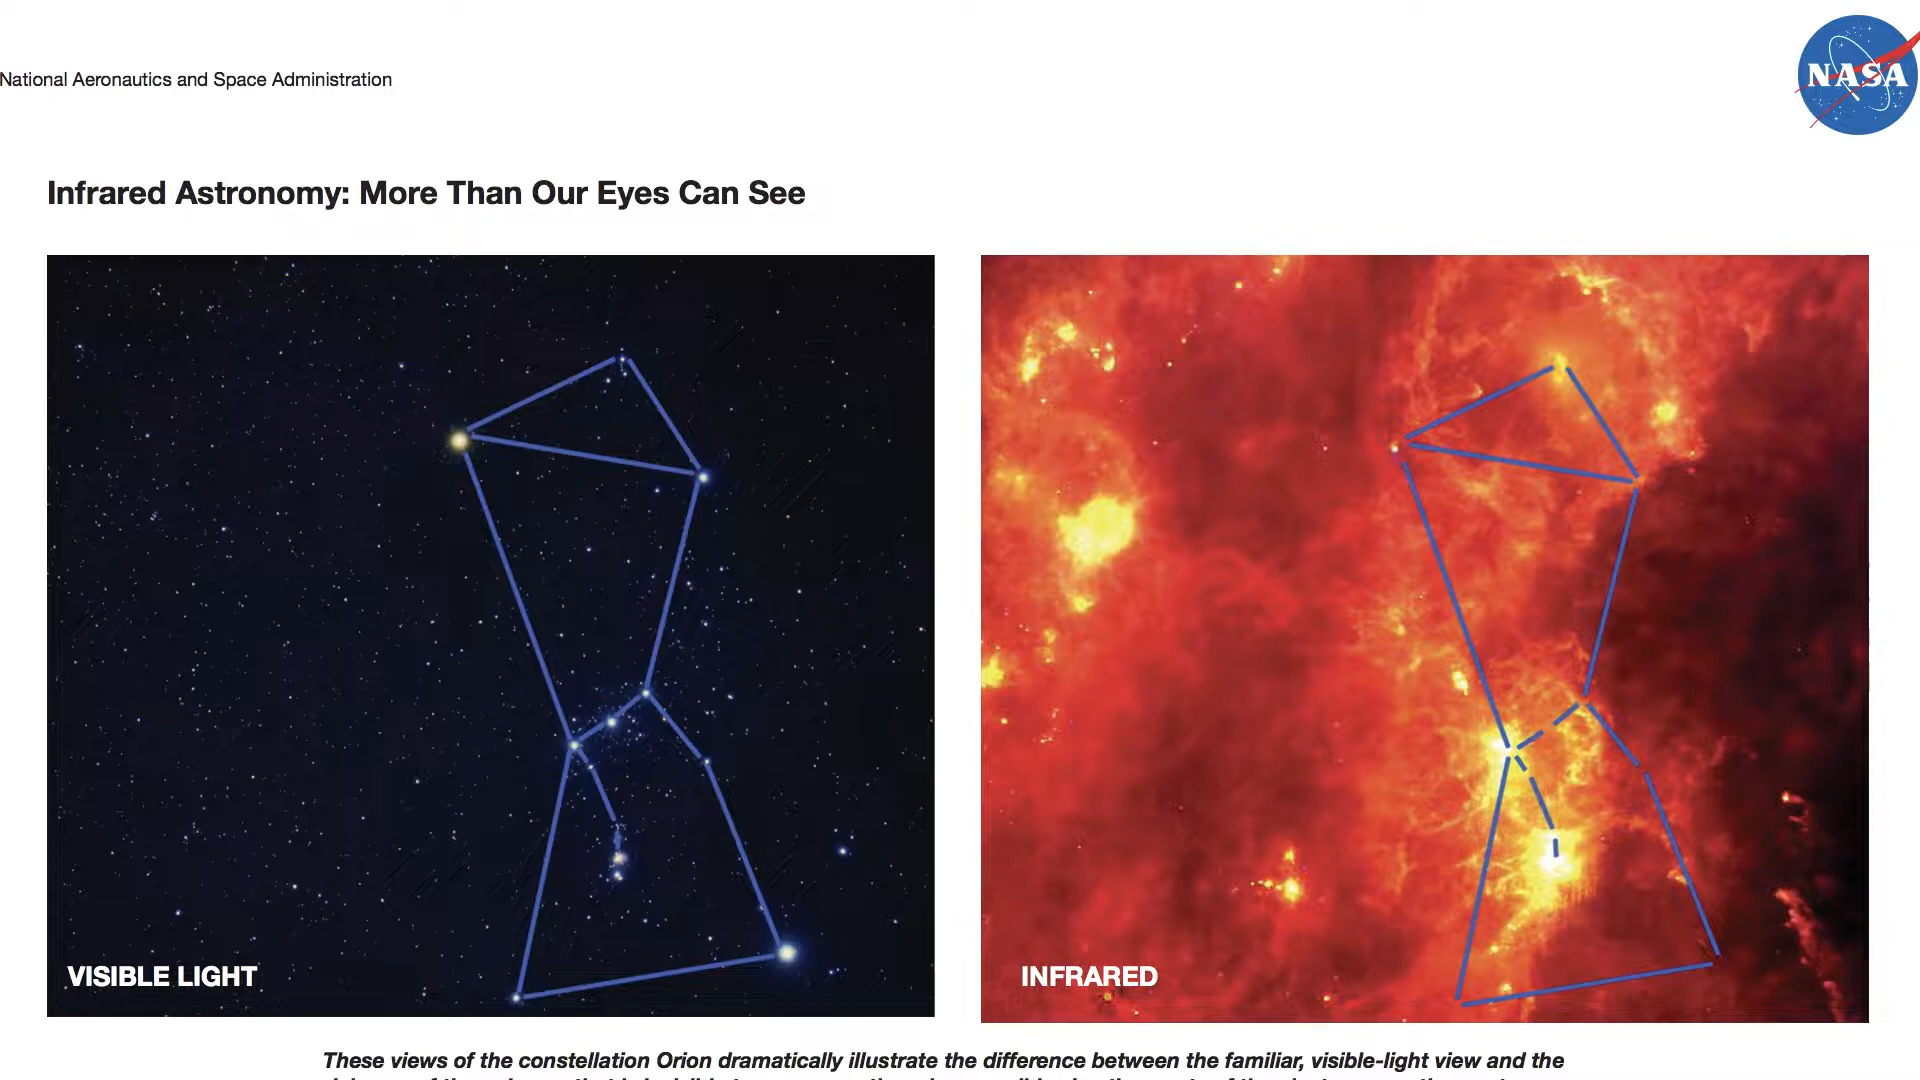 National Aeronautics and Space Administration
NASA
Infrared Astronomy: More Than Our Eyes Can See
VISIBLE LIGHT
INFRARED
These views of the constellation Orion dramatically illustrate the difference between the familiar, visible-light view and the